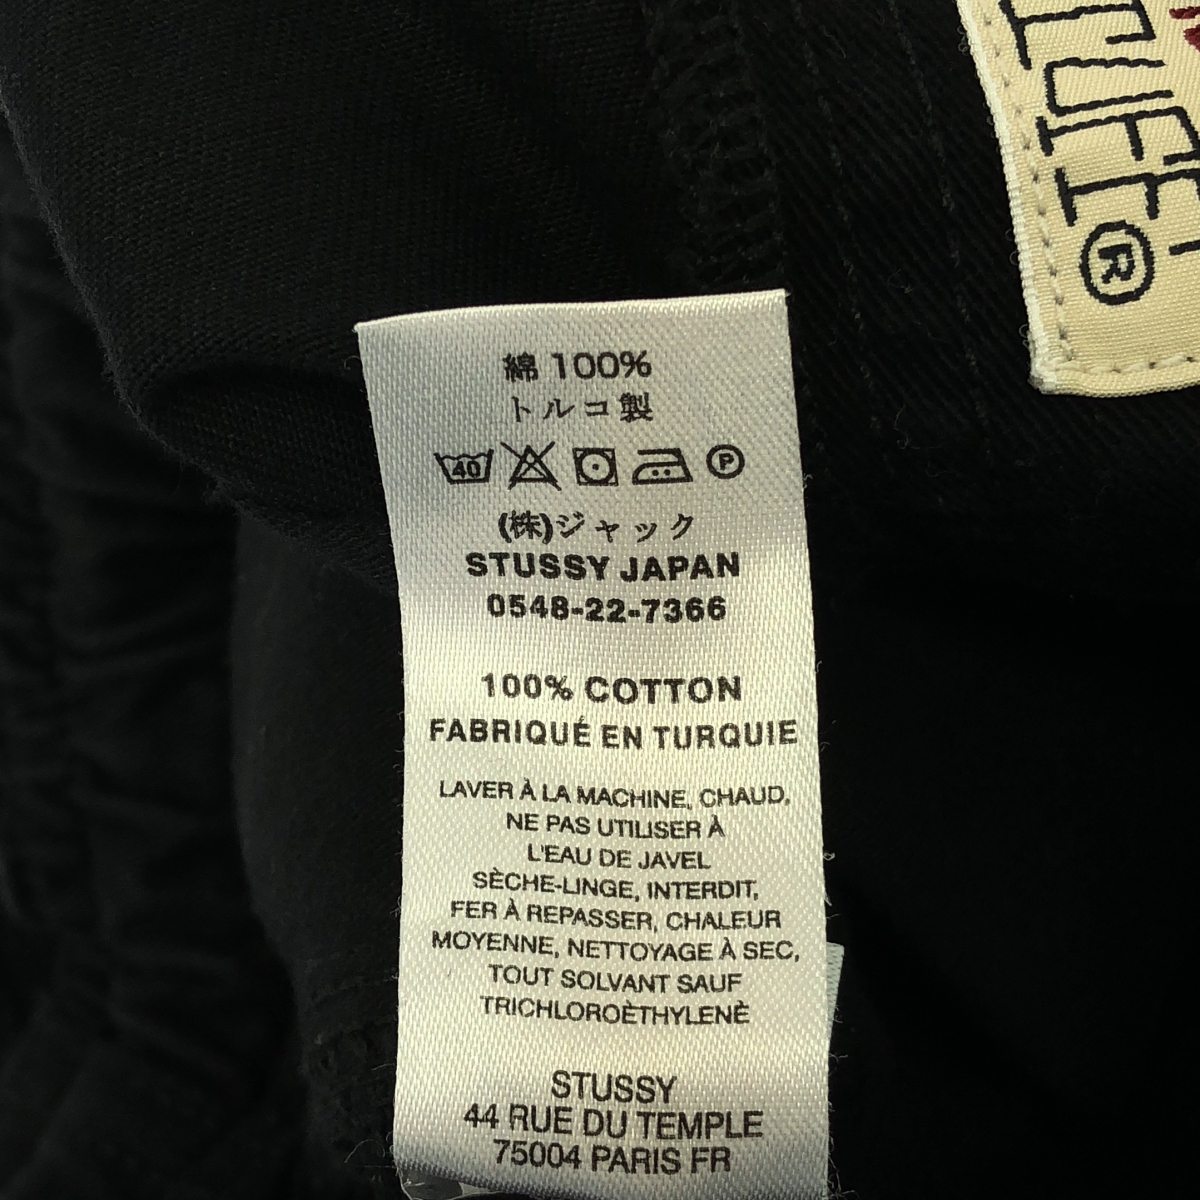 綿 100%
トルコ製
40 P
(株)ジャック
STUSSY JAPAN
0548-22-7366
100% COTTON
FABRIQUÉ EN TURQUIE
LAVER À LA MACHINE, CHAUD,
NE PAS UTILISER À
L'EAU DE JAVEL
SÈCHE-LINGE, INTERDIT,
FER À REPASSER, CHALEUR
MOYENNE, NETTOYAGE À SEC,
TOUT SOLVANT SAUF
TRICHLOROÈTHYLENÈ
STUSSY
44 RUE DU TEMPLE
75004 PARIS FR
®